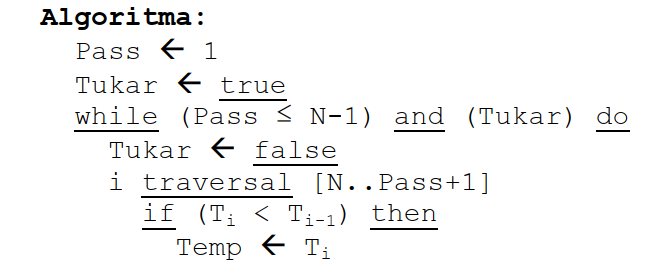 Algoritma:
Pass ← 1
Tukar ← true
while (Pass ≤ N-1) and (Tukar) do
Tukar ← false
i traversal [N..Pass+1]
if (Ti < Ti-1) then
Temp ← Ti